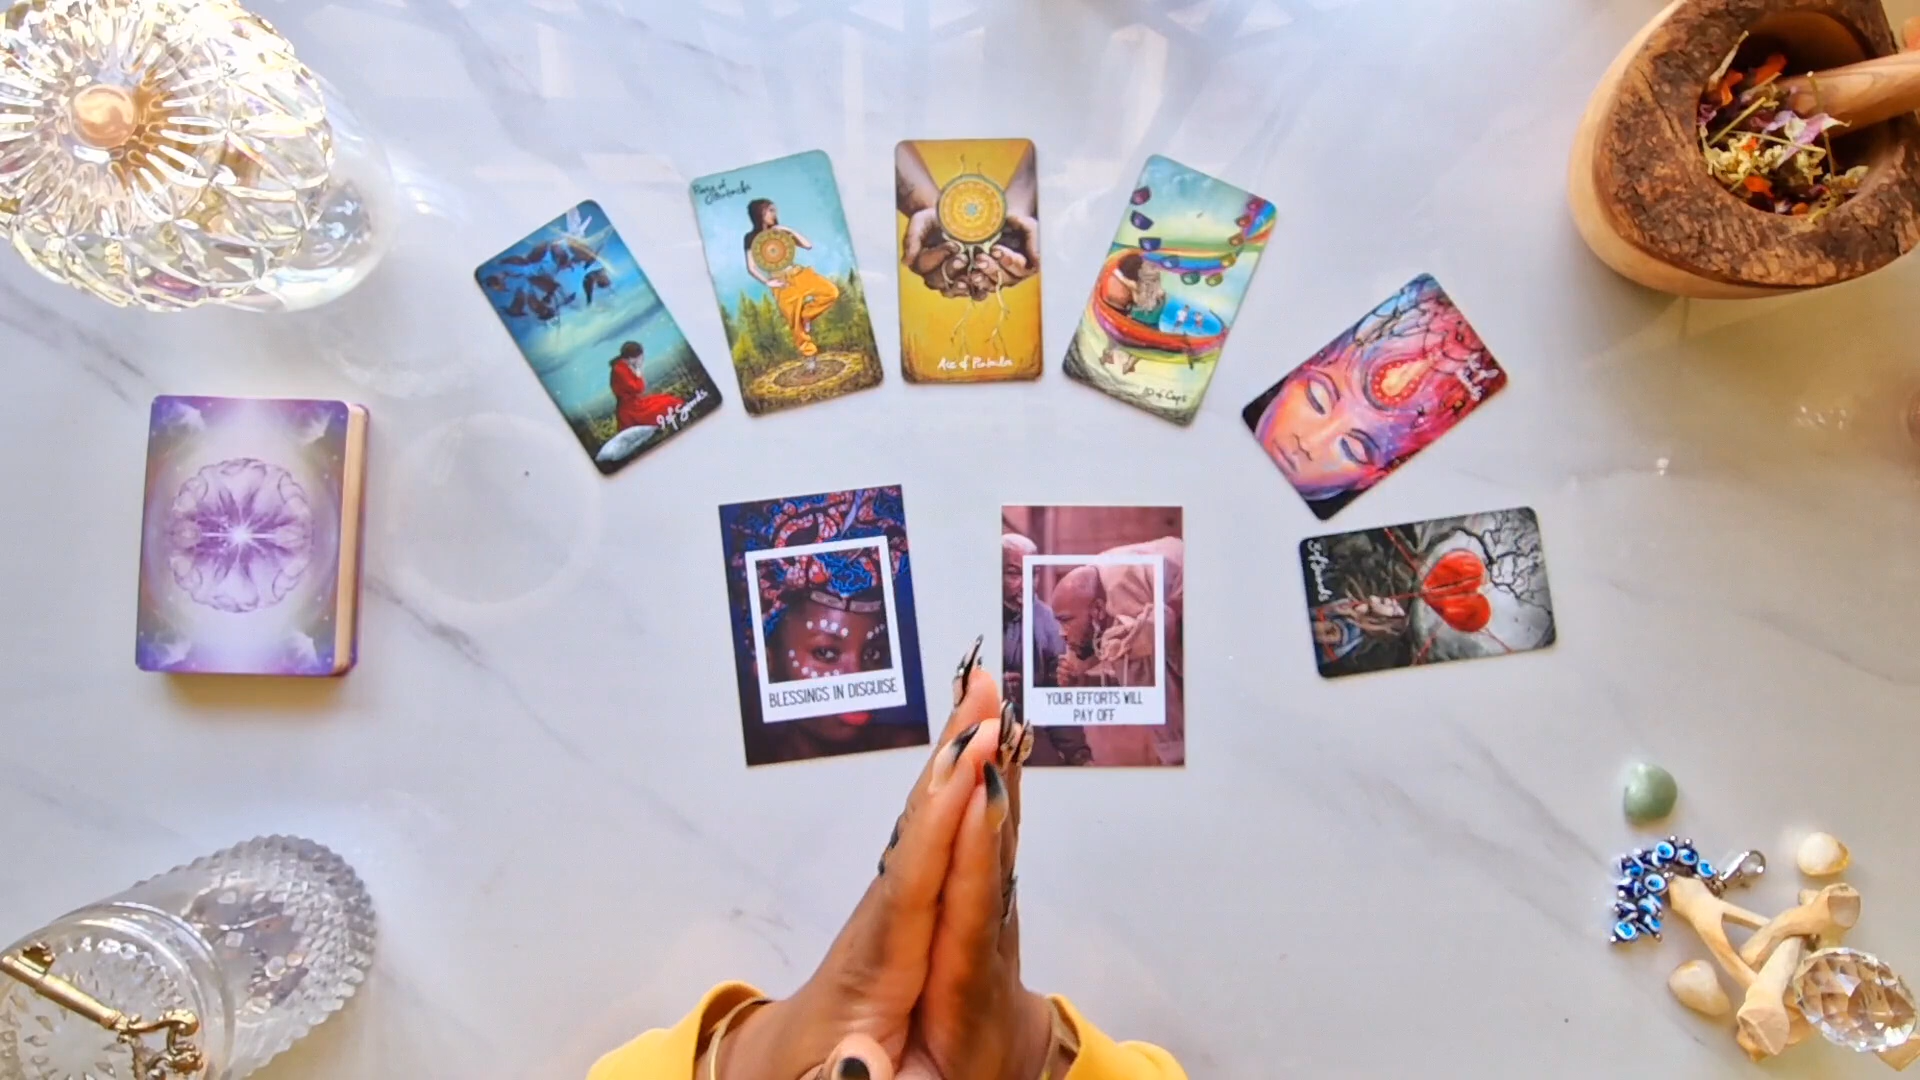 9 of Swords
Page of
Pentacles
Ace of Pentacles
10 of Cups
3 of Swords
BLESSINGS IN DISGUISE
YOUR EFFORTS WILL
PAY OFF